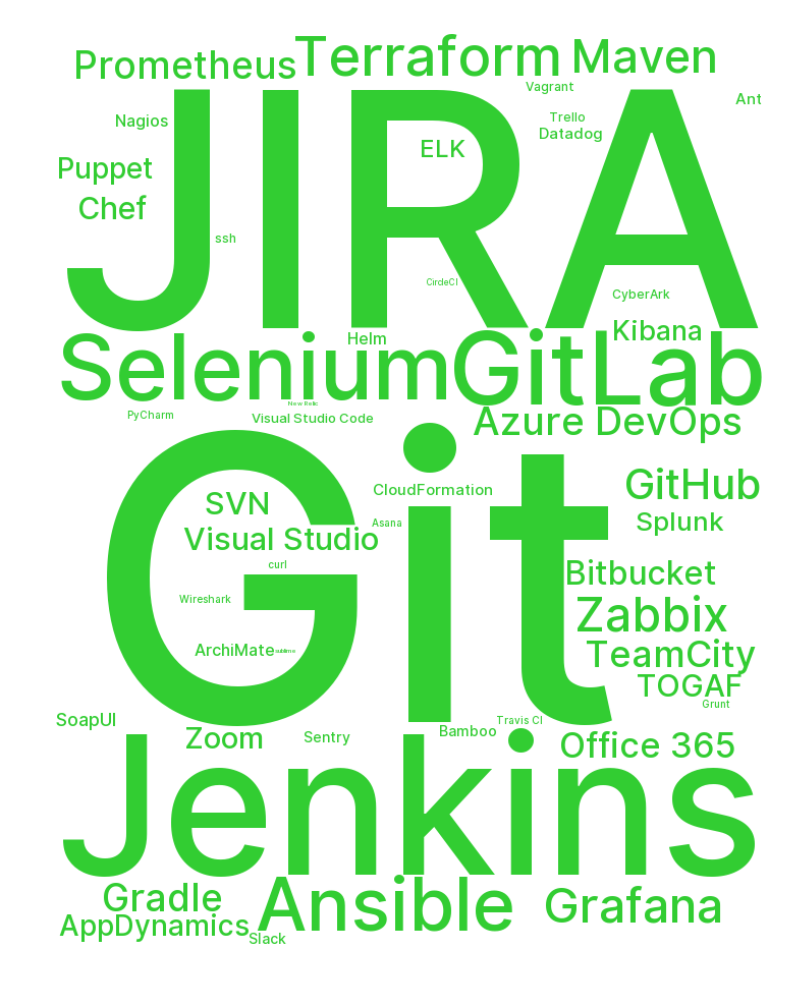 Prometheus
Terraform
Maven
Vagrant
Ant
Nagios
Trello
Datadog
JIRA
ELK
Puppet
Chef
ssh
CirdeCI
CyberArk
Kibana
Helm
Selenium
GitLab
New Relic
PyCharm
Visual Studio Code
Azure DevOps
Git
GitHub
CloudFormation
SVN
Asana
Splunk
Visual Studio
curl
Bitbucket
Wireshark
Zabbix
ArchiMate
sublime
TeamCity
TOGAF
Grunt
SoapUI
Travis CI
Zoom
Sentry
Bamboo
Office 365
Jenkins
Gradle
Ansible
Grafana
AppDynamics
Slack